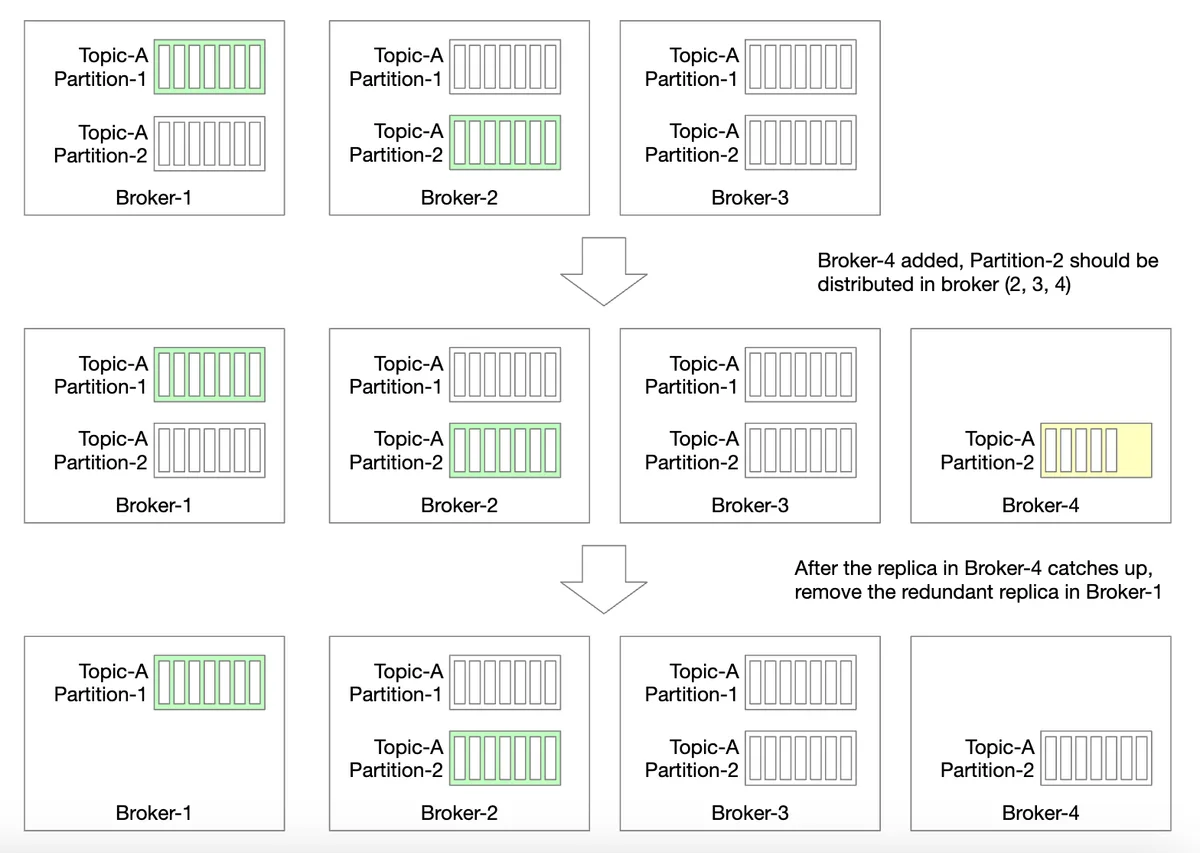 Topic-A
Partition-1
Topic-A
Partition-2
Broker-1
Topic-A
Partition-1
Topic-A
Partition-2
Broker-2
Topic-A
Partition-1
Topic-A
Partition-2
Broker-3
Broker-4 added, Partition-2 should be
distributed in broker (2, 3, 4)
Topic-A
Partition-1
Topic-A
Partition-2
Broker-1
Topic-A
Partition-1
Topic-A
Partition-2
Broker-2
Topic-A
Partition-1
Topic-A
Partition-2
Broker-3
Topic-A
Partition-2
Broker-4
After the replica in Broker-4 catches up,
remove the redundant replica in Broker-1
Topic-A
Partition-1
Broker-1
Topic-A
Partition-1
Topic-A
Partition-2
Broker-2
Topic-A
Partition-1
Topic-A
Partition-2
Broker-3
Topic-A
Partition-2
Broker-4